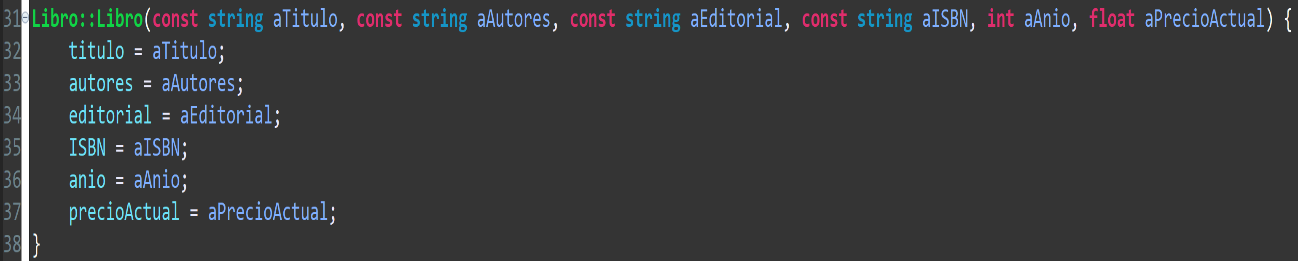 31 Libro::Libro(const string aTitulo, const string aAutores, const string aEditorial, const string aISBN, int aAnio, float aPrecioActual) {
32 titulo = aTitulo;
33 autores = aAutores;
34 editorial = aEditorial;
35 ISBN = aISBN;
36 anio = aAnio;
37 precioActual = aPrecioActual;
38 }